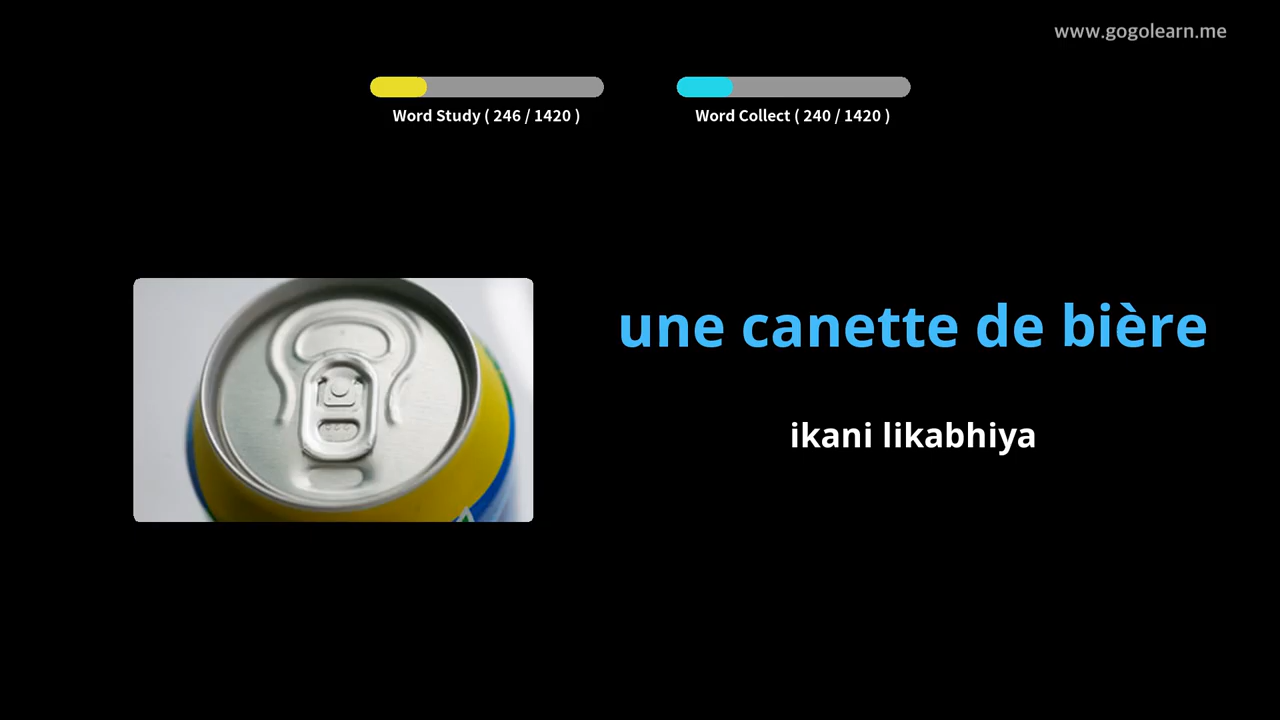 www.gogolearn.me
Word Study ( 246 / 1420 )
Word Collect ( 240 / 1420 )
une canette de bière
ikani likabhiya